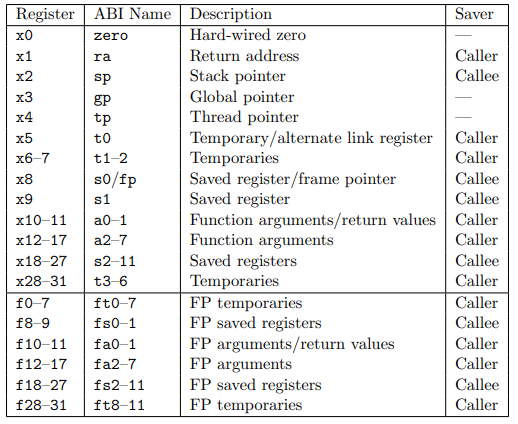 Register ABI Name Description Saver
x0 zero Hard-wired zero —
x1 ra Return address Caller
x2 sp Stack pointer Callee
x3 gp Global pointer —
x4 tp Thread pointer —
x5 t0 Temporary/alternate link register Caller
x6–7 t1–2 Temporaries Caller
x8 s0/fp Saved register/frame pointer Callee
x9 s1 Saved register Callee
x10–11 a0–1 Function arguments/return values Caller
x12–17 a2–7 Function arguments Caller
x18–27 s2–11 Saved registers Callee
x28–31 t3–6 Temporaries Caller
f0–7 ft0–7 FP temporaries Caller
f8–9 fs0–1 FP saved registers Callee
f10–11 fa0–1 FP arguments/return values Caller
f12–17 fa2–7 FP arguments Caller
f18–27 fs2–11 FP saved registers Callee
f28–31 ft8–11 FP temporaries Caller